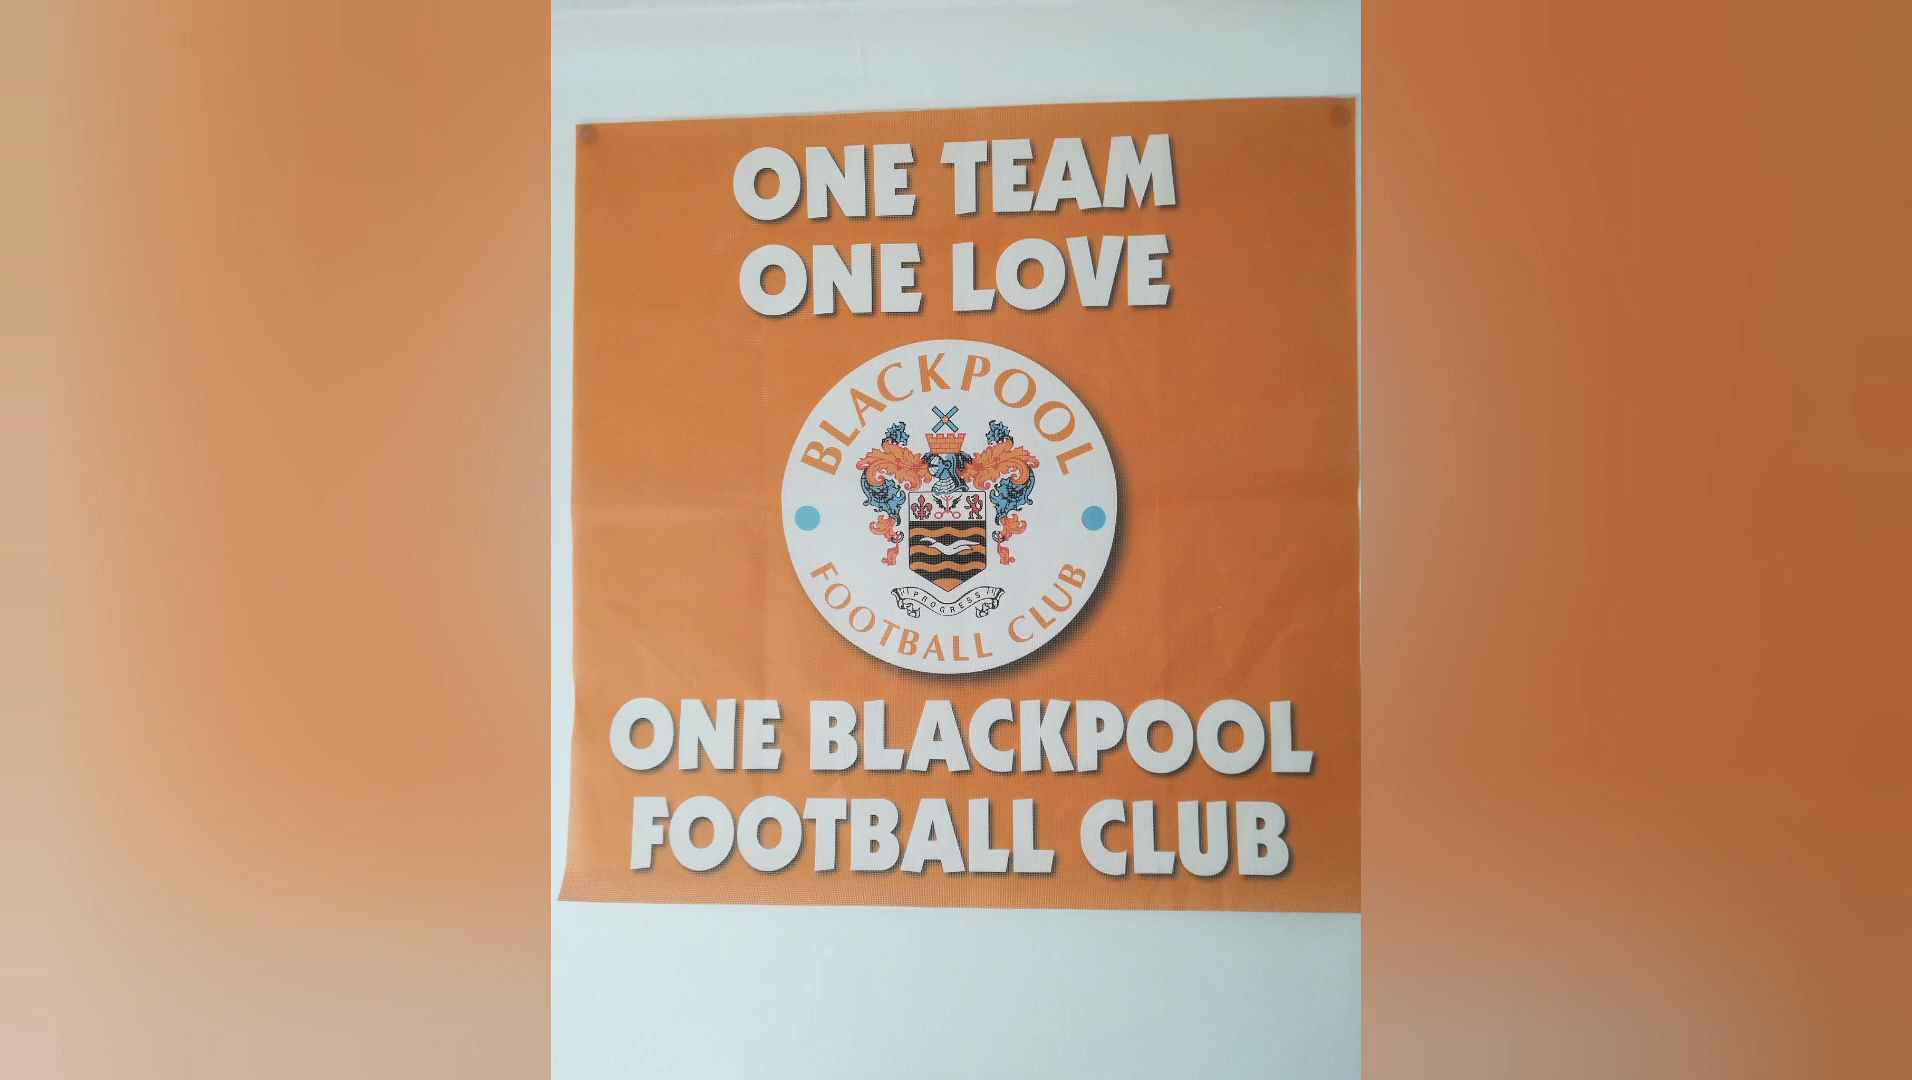 ONE TEAM
ONE LOVE
BLACKPOOL
PROGRESS
FOOTBALL CLUB
ONE BLACKPOOL
FOOTBALL CLUB